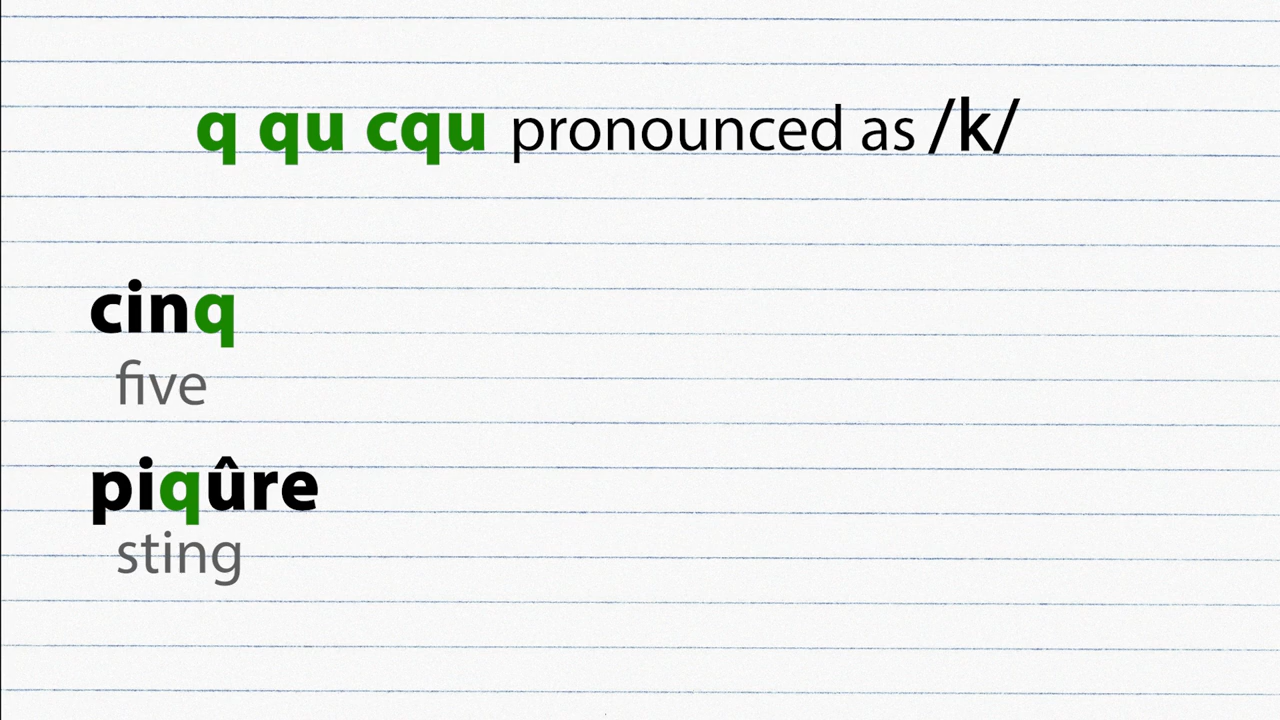 q qu cqu pronounced as /k/
cinq
five
piqûre
sting